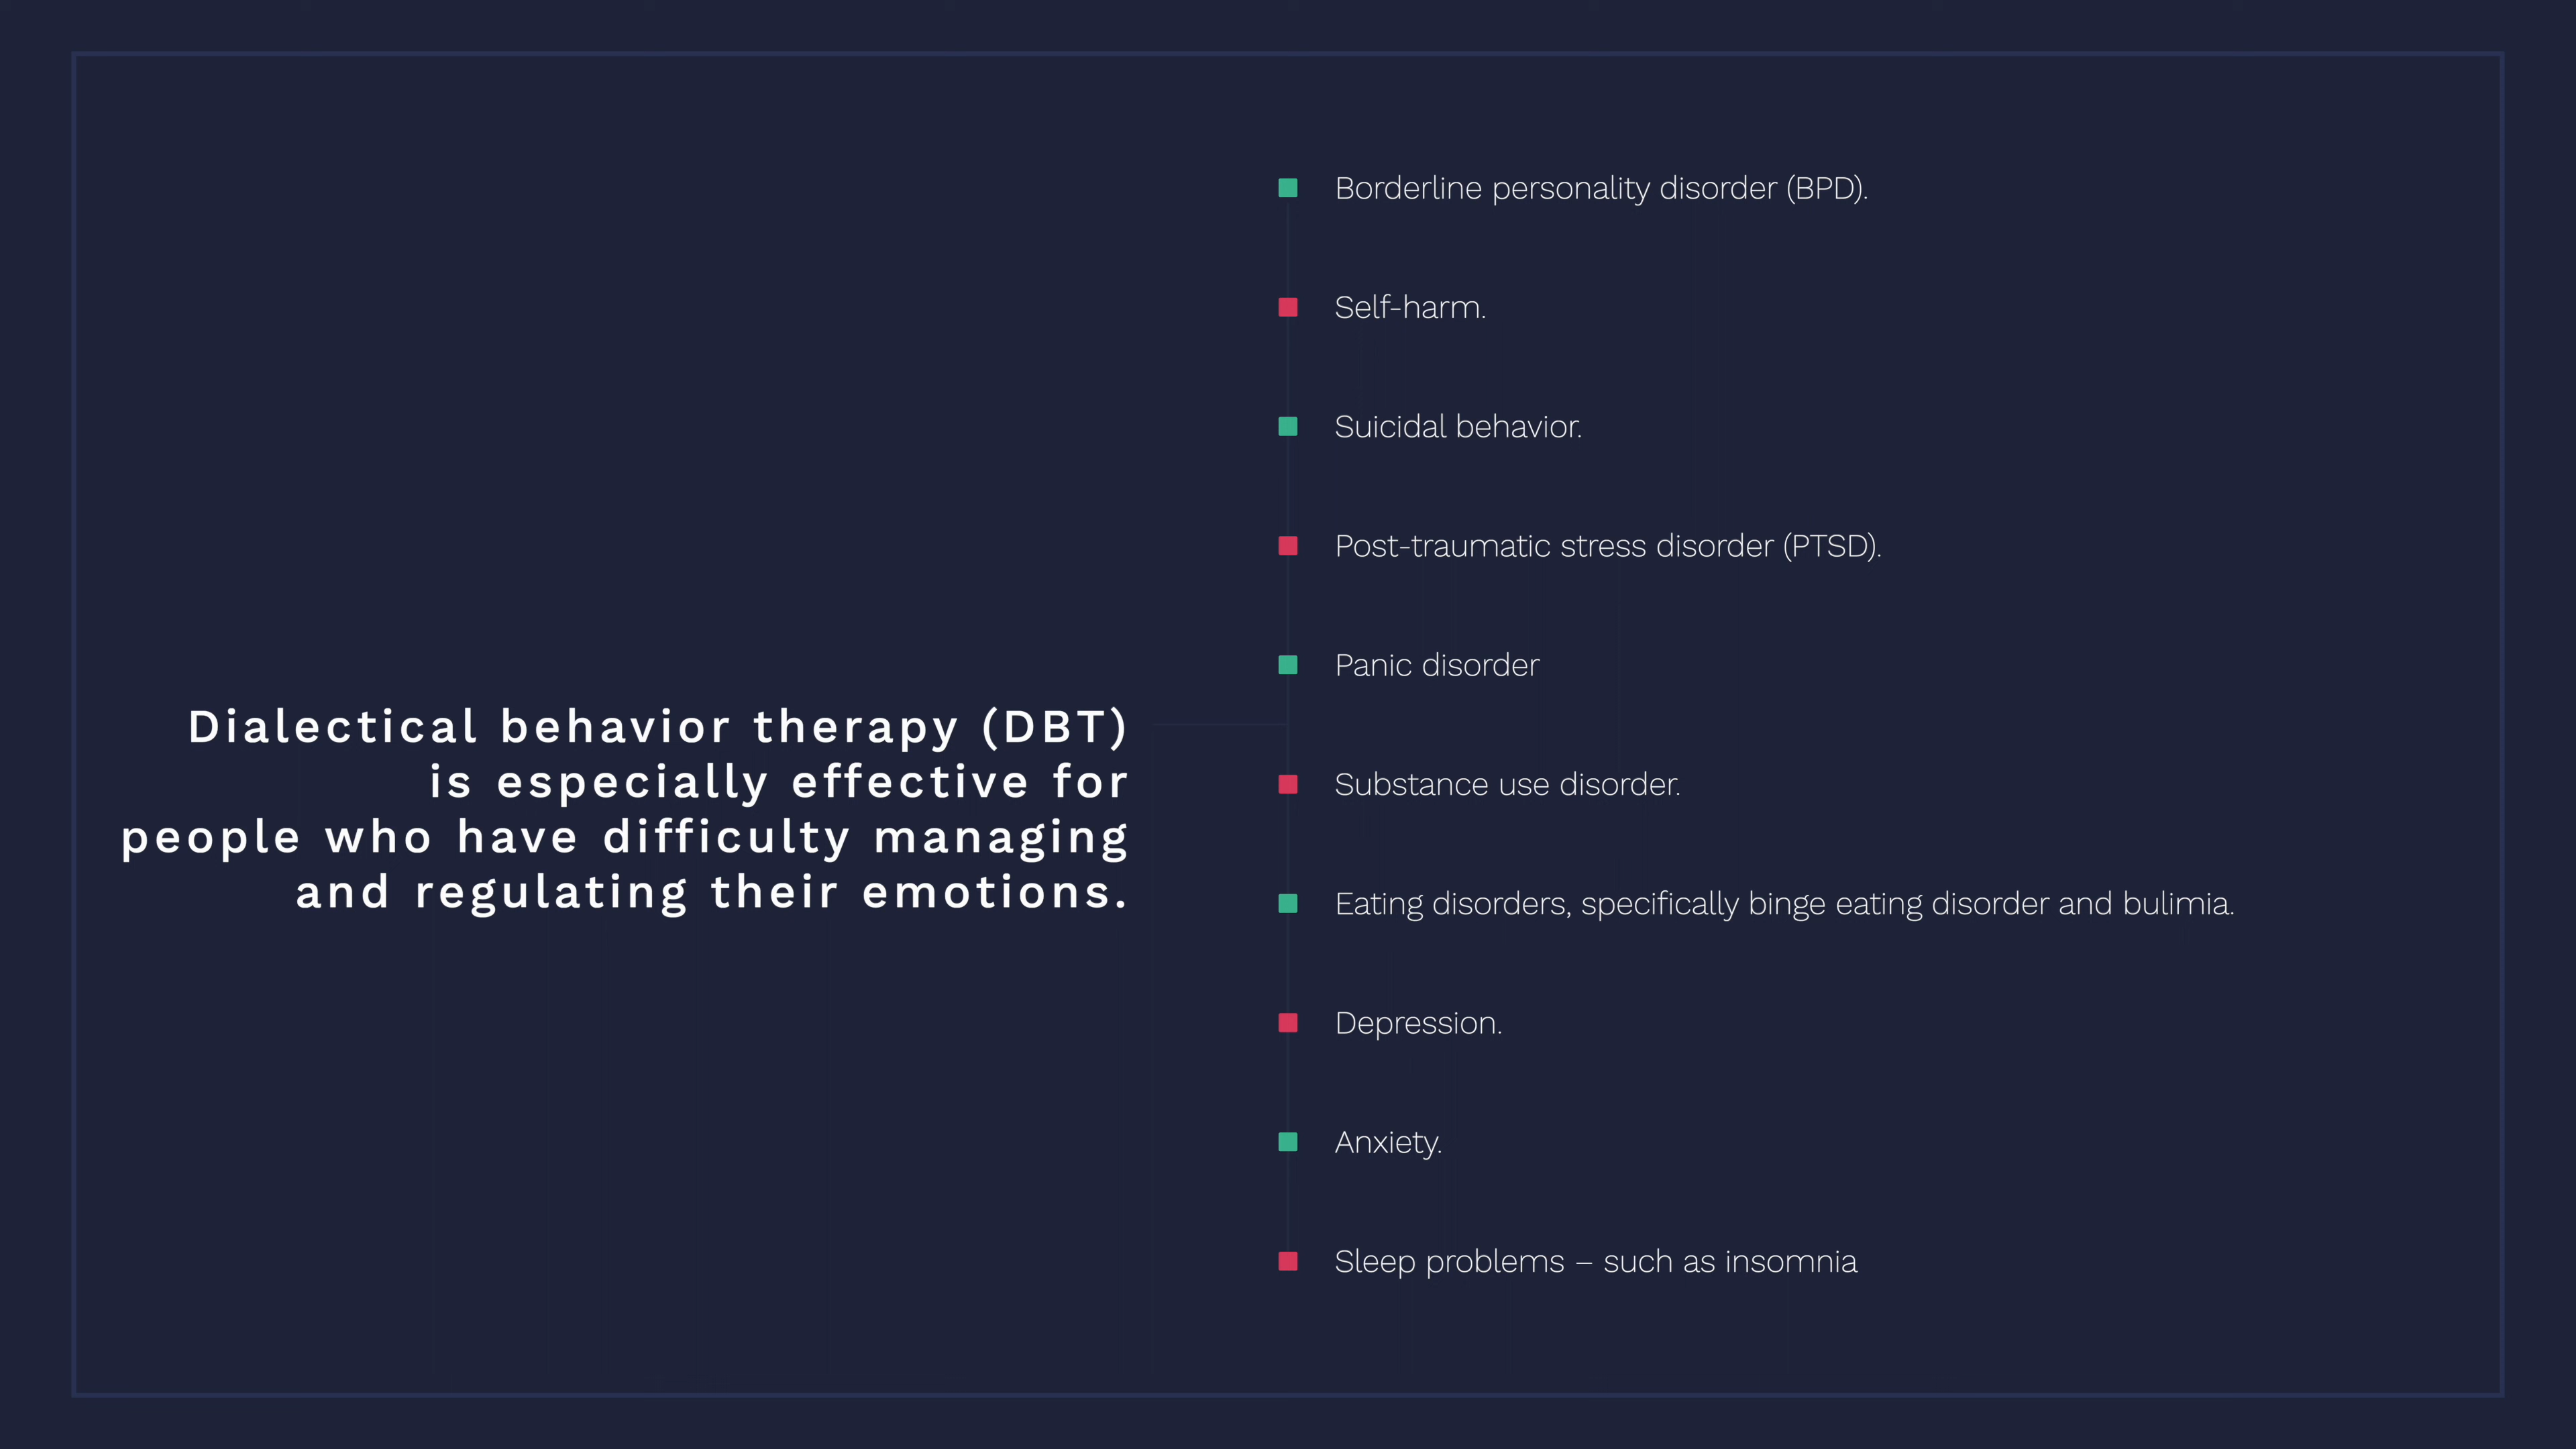 Dialectical behavior therapy (DBT)
is especially effective for
people who have difficulty managing
and regulating their emotions.
Borderline personality disorder (BPD).
Self-harm.
Suicidal behavior.
Post-traumatic stress disorder (PTSD).
Panic disorder
Substance use disorder.
Eating disorders, specifically binge eating disorder and bulimia.
Depression.
Anxiety.
Sleep problems – such as insomnia